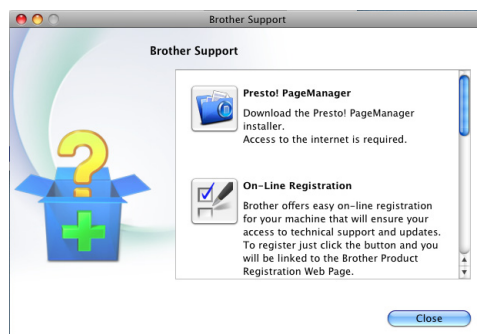 Brother Support
Brother Support
Presto! PageManager
Download the Presto! PageManager
installer.
Access to the internet is required.
On-Line Registration
Brother offers easy on-line registration
for your machine that will ensure your
access to technical support and updates.
To register just click the button and you
will be linked to the Brother Product
Registration Web Page.
Close